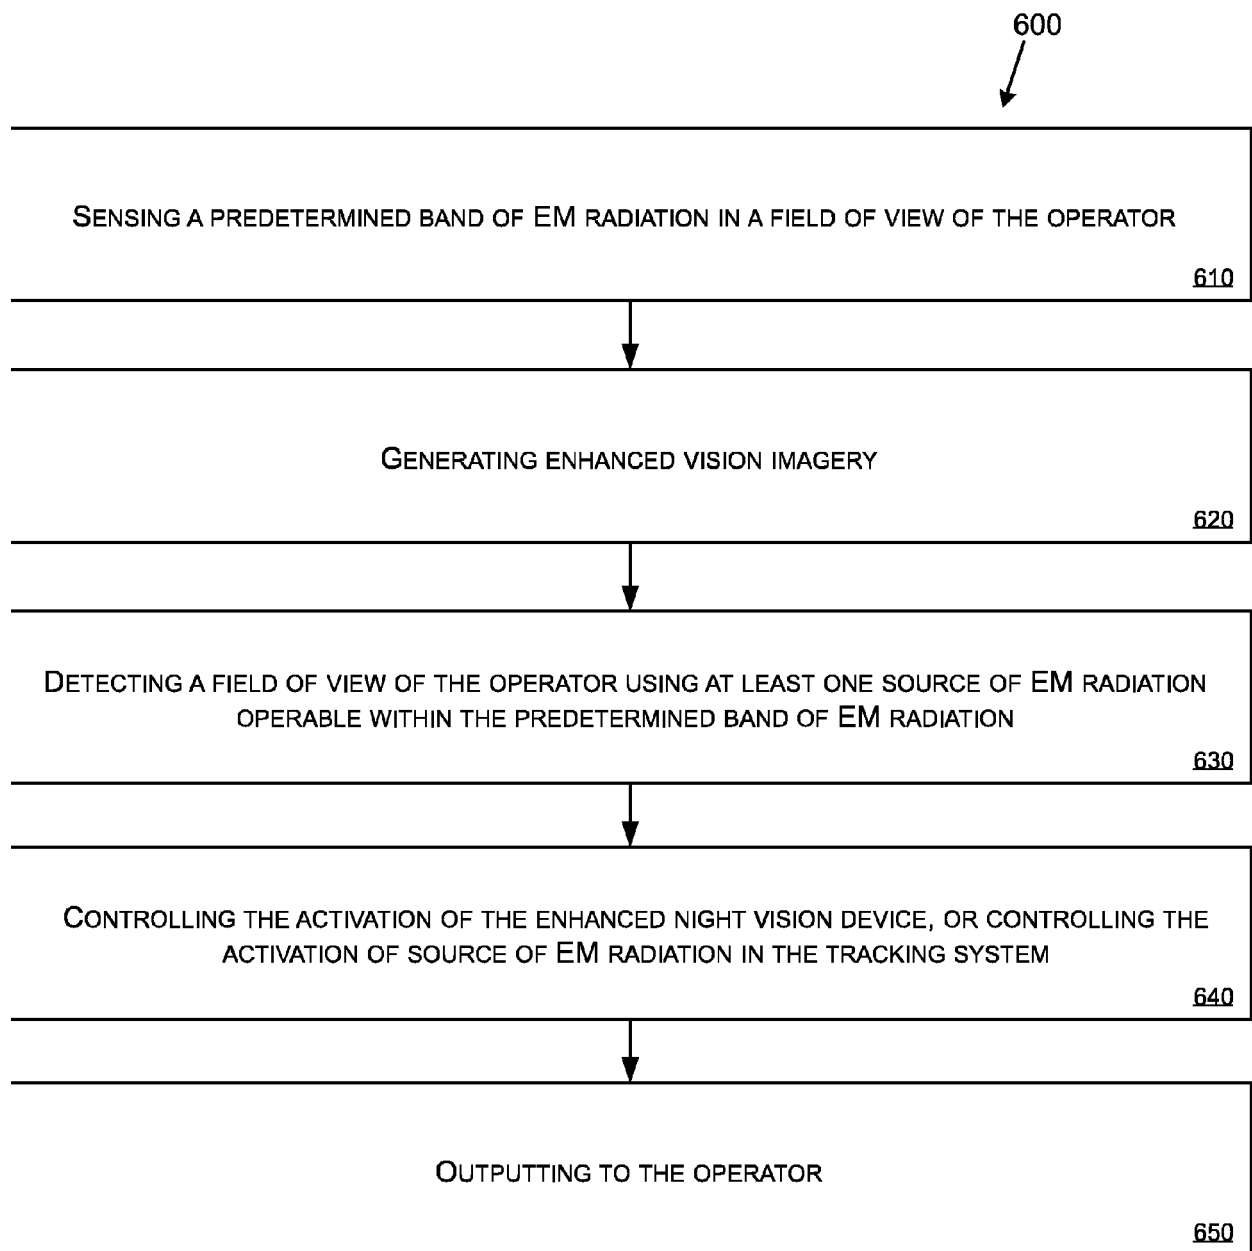 600
SENSING A PREDETERMINED BAND OF EM RADIATION IN A FIELD OF VIEW OF THE OPERATOR
610
GENERATING ENHANCED VISION IMAGERY
620
DETECTING A FIELD OF VIEW OF THE OPERATOR USING AT LEAST ONE SOURCE OF EM RADIATION
OPERABLE WITHIN THE PREDETERMINED BAND OF EM RADIATION
630
CONTROLLING THE ACTIVATION OF THE ENHANCED NIGHT VISION DEVICE, OR CONTROLLING THE
ACTIVATION OF SOURCE OF EM RADIATION IN THE TRACKING SYSTEM
640
OUTPUTTING TO THE OPERATOR
650